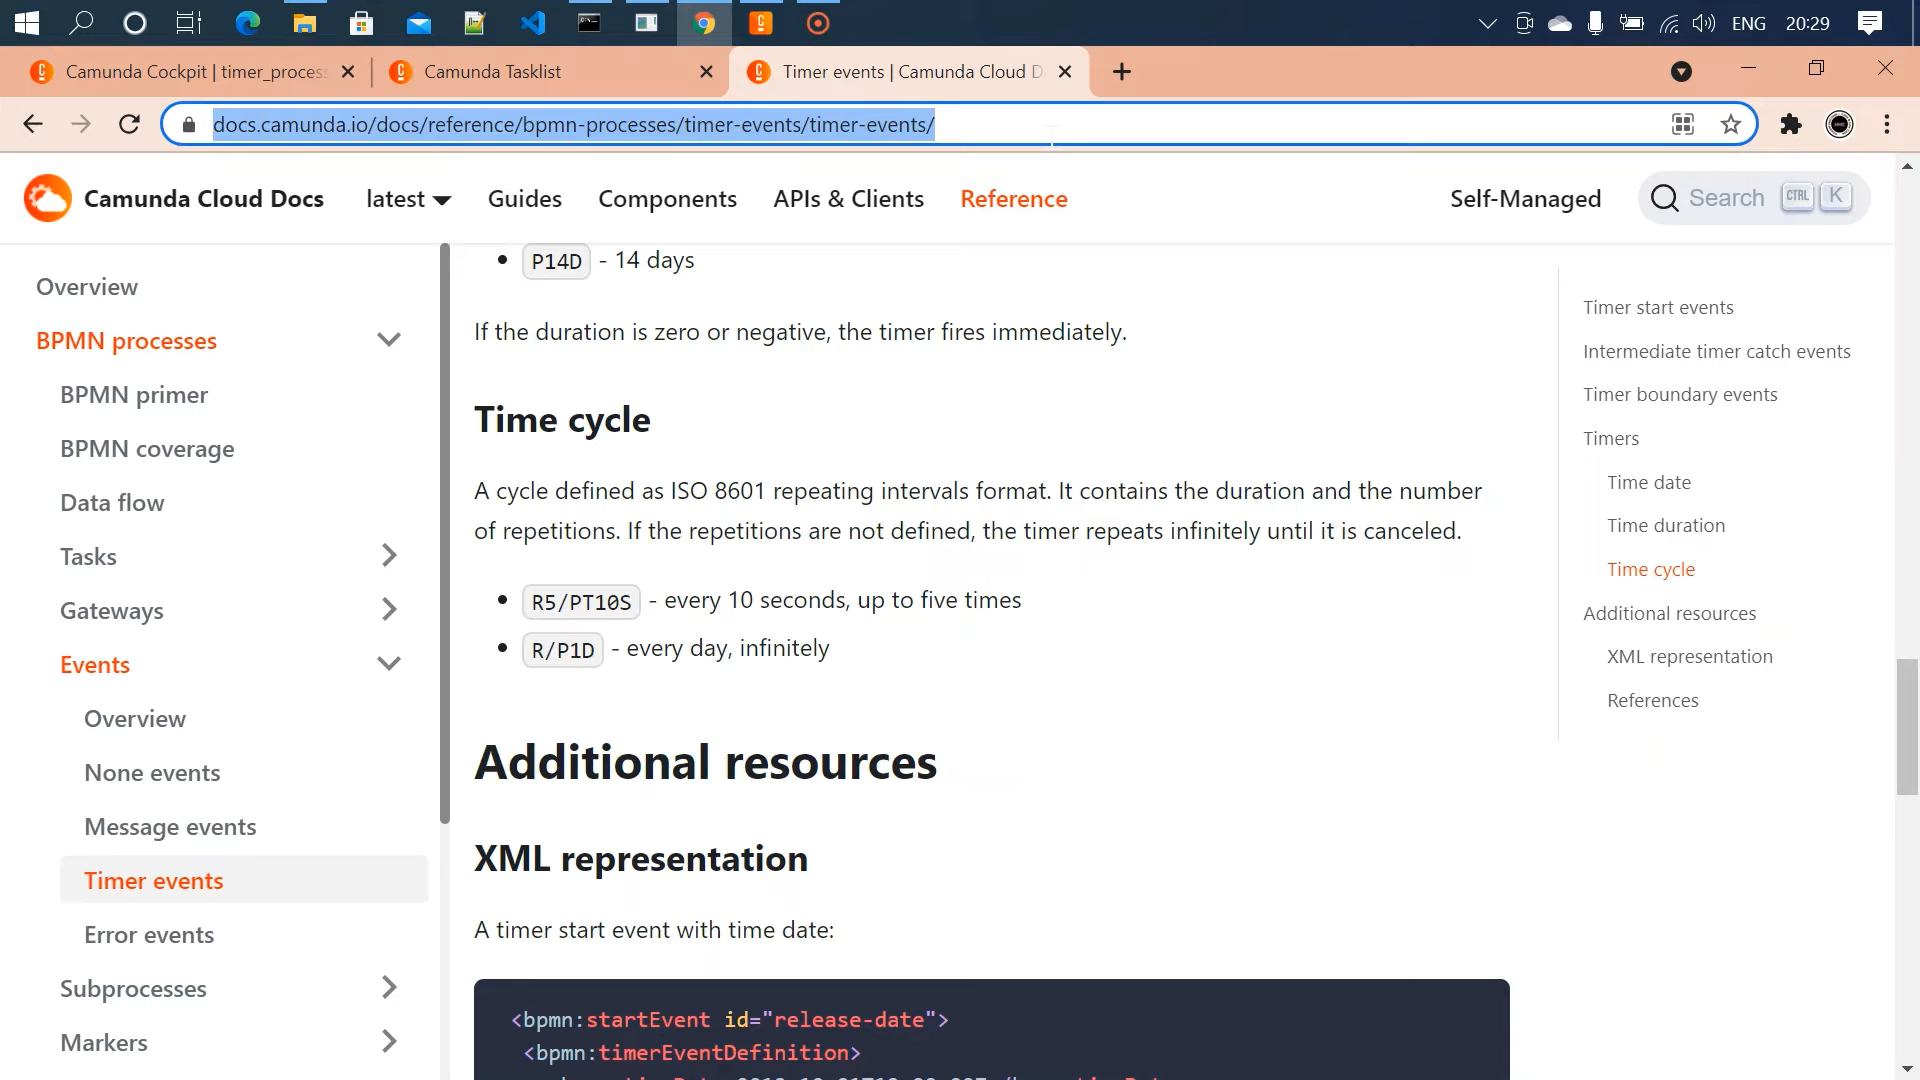 ENG 20:29
Camunda Cockpit | timer_process
Camunda Tasklist
Timer events | Camunda Cloud D
docs.camunda.io/docs/reference/bpmn-processes/timer-events/timer-events/
Camunda Cloud Docs latest Guides Components APIs & Clients Reference Self-Managed Search CTRL K
Overview
BPMN processes
BPMN primer
BPMN coverage
Data flow
Tasks
Gateways
Events
Overview
None events
Message events
Timer events
Error events
Subprocesses
Markers
• P14D - 14 days
If the duration is zero or negative, the timer fires immediately.
Time cycle
A cycle defined as ISO 8601 repeating intervals format. It contains the duration and the number
of repetitions. If the repetitions are not defined, the timer repeats infinitely until it is canceled.
• R5/PT10S - every 10 seconds, up to five times
• R/P1D - every day, infinitely
Additional resources
XML representation
A timer start event with time date:
<bpmn:startEvent id="release-date">
<bpmn:timerEventDefinition>
Timer start events
Intermediate timer catch events
Timer boundary events
Timers
Time date
Time duration
Time cycle
Additional resources
XML representation
References